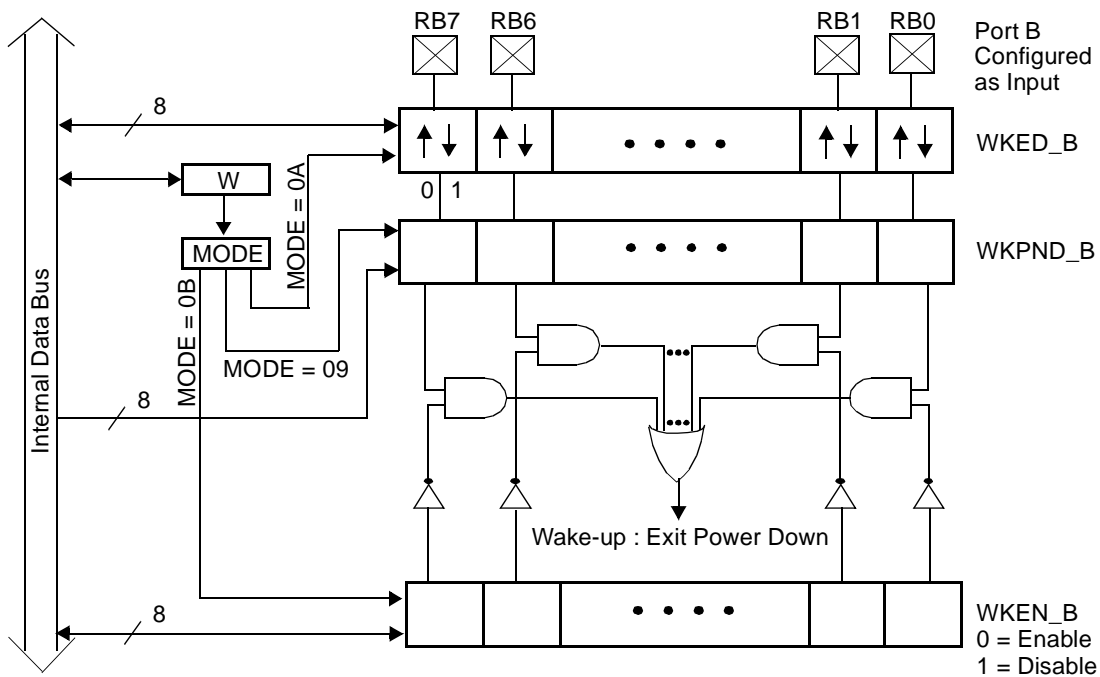 RB7 RB6 RB1 RB0
Port B
Configured
as Input
8
WKED_B
W
0 1
MODE = 0A
MODE
WKPND_B
MODE = 0B
MODE = 09
Internal Data Bus
8
Wake-up : Exit Power Down
8
WKEN_B
0 = Enable
1 = Disable